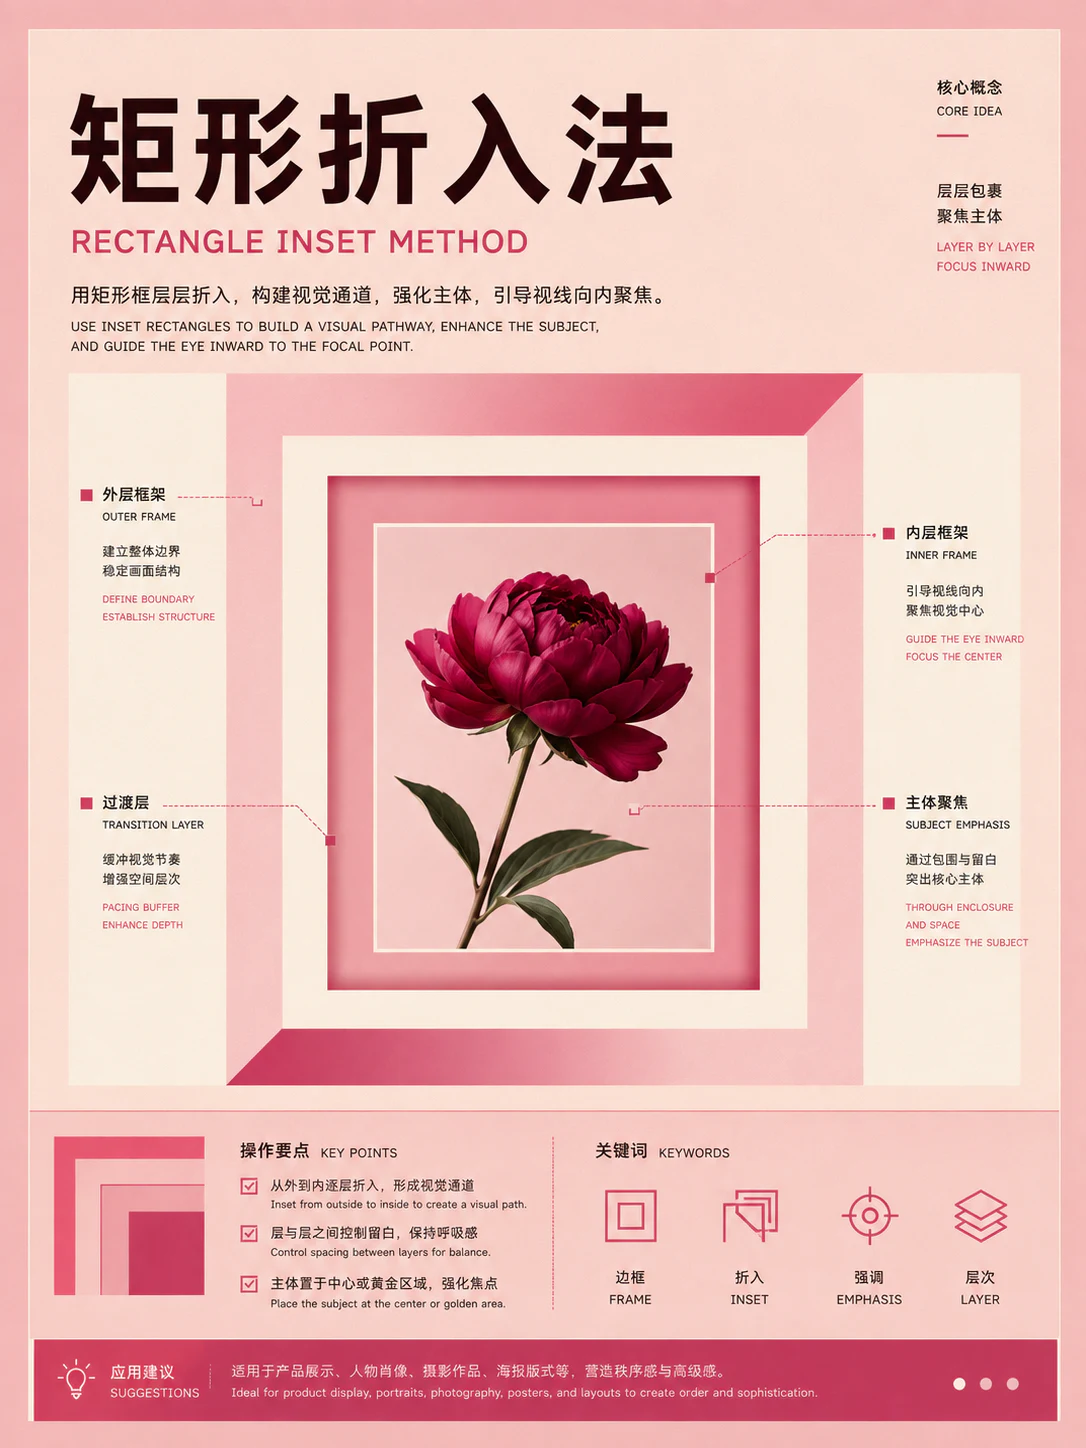 矩形折入法
RECTANGLE INSET METHOD
用矩形框层层折入，构建视觉通道，强化主体，引导视线向内聚焦。
USE INSET RECTANGLES TO BUILD A VISUAL PATHWAY, ENHANCE THE SUBJECT,
AND GUIDE THE EYE INWARD TO THE FOCAL POINT.
核心概念
CORE IDEA
层层包裹
聚焦主体
LAYER BY LAYER
FOCUS INWARD
外层框架
OUTER FRAME
建立整体边界
稳定画面结构
DEFINE BOUNDARY
ESTABLISH STRUCTURE
内层框架
INNER FRAME
引导视线向内
聚焦视觉中心
GUIDE THE EYE INWARD
FOCUS THE CENTER
过渡层
TRANSITION LAYER
缓冲视觉节奏
增强空间层次
PACING BUFFER
ENHANCE DEPTH
主体聚焦
SUBJECT EMPHASIS
通过包围与留白
突出核心主体
THROUGH ENCLOSURE
AND SPACE
EMPHASIZE THE SUBJECT
操作要点 KEY POINTS
从外到内逐层折入，形成视觉通道
Inset from outside to inside to create a visual path.
层与层之间控制留白，保持呼吸感
Control spacing between layers for balance.
主体置于中心或黄金区域，强化焦点
Place the subject at the center or golden area.
关键词 KEYWORDS
边框
FRAME
折入
INSET
强调
EMPHASIS
层次
LAYER
应用建议
SUGGESTIONS
适用于产品展示、人物肖像、摄影作品、海报版式等，营造秩序感与高级感。
Ideal for product display, portraits, photography, posters, and layouts to create order and sophistication.